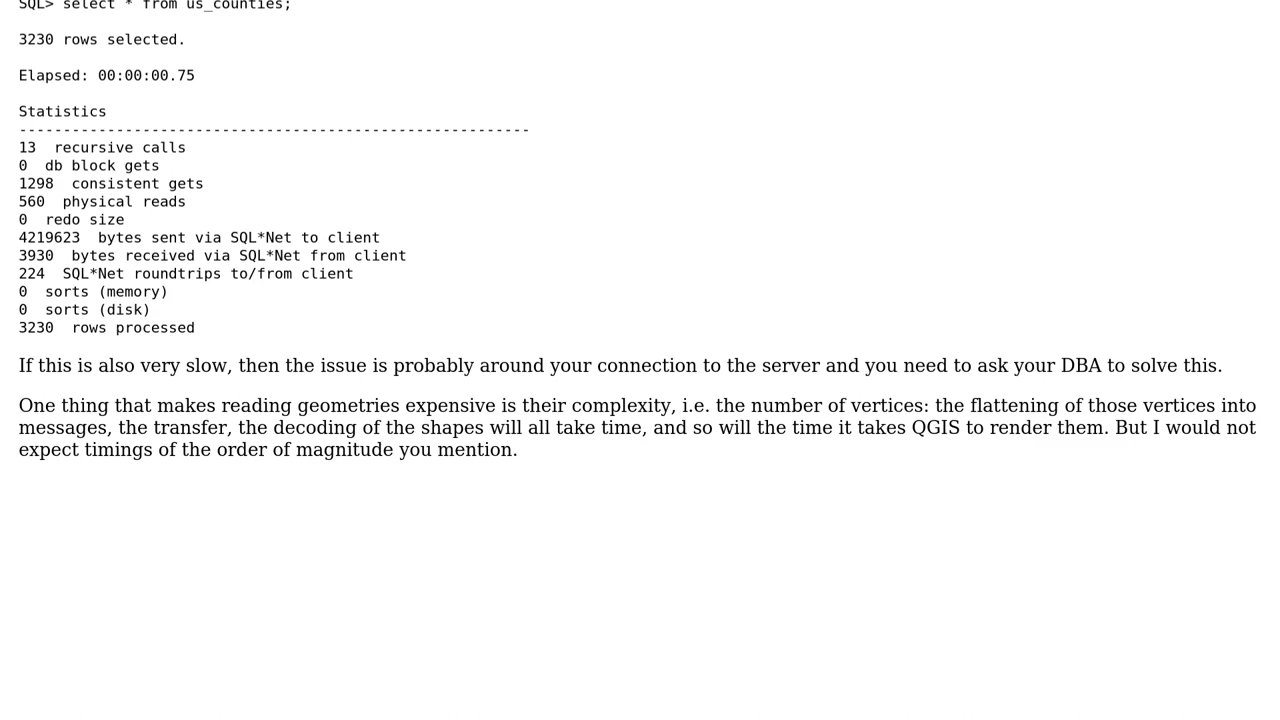 SQL> select * from us_counties;
3230 rows selected.
Elapsed: 00:00:00.75
Statistics
----------------------------------------------------------
13  recursive calls
0  db block gets
1298  consistent gets
560  physical reads
0  redo size
4219623  bytes sent via SQL*Net to client
3930  bytes received via SQL*Net from client
224  SQL*Net roundtrips to/from client
0  sorts (memory)
0  sorts (disk)
3230  rows processed
If this is also very slow, then the issue is probably around your connection to the server and you need to ask your DBA to solve this.
One thing that makes reading geometries expensive is their complexity, i.e. the number of vertices: the flattening of those vertices into
messages, the transfer, the decoding of the shapes will all take time, and so will the time it takes QGIS to render them. But I would not
expect timings of the order of magnitude you mention.